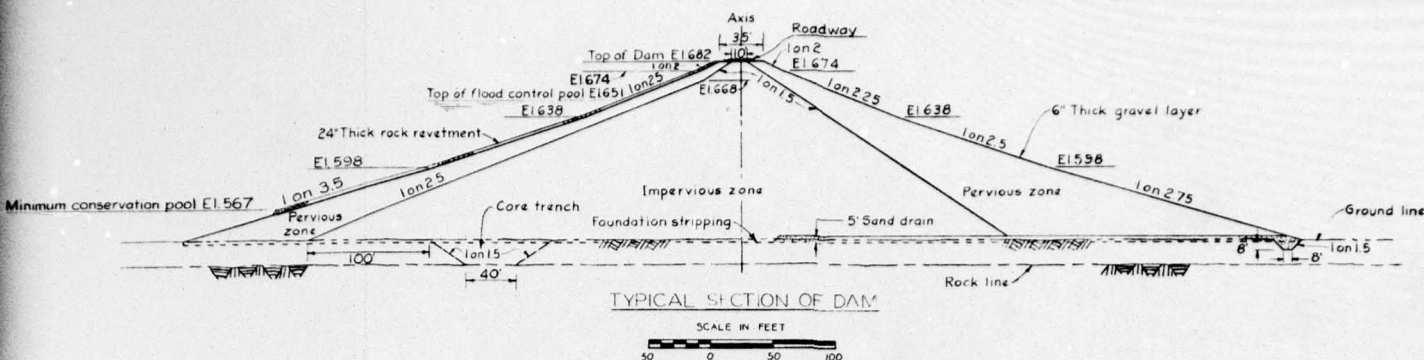 Axis
35'
10'
Roadway
1 on 2
Top of Dam El.682
1 on 2
El.674
El.674
1 on 25
Top of flood control pool El.651
El.668
1 on 1.5
1 on 2.25
El.638
El.638
6" Thick gravel layer
24" Thick rock revetment
1 on 2.5
El.598
El.598
1 on 3.5
1 on 25
Impervious zone
Pervious zone
1 on 2.75
Minimum conservation pool El.567
Pervious
zone
Core trench
Foundation stripping
5' Sand drain
Ground line
100'
1 on 1.5
40'
8'
8'
1 on 1.5
Rock line
TYPICAL SECTION OF DAM
SCALE IN FEET
50 0 50 100